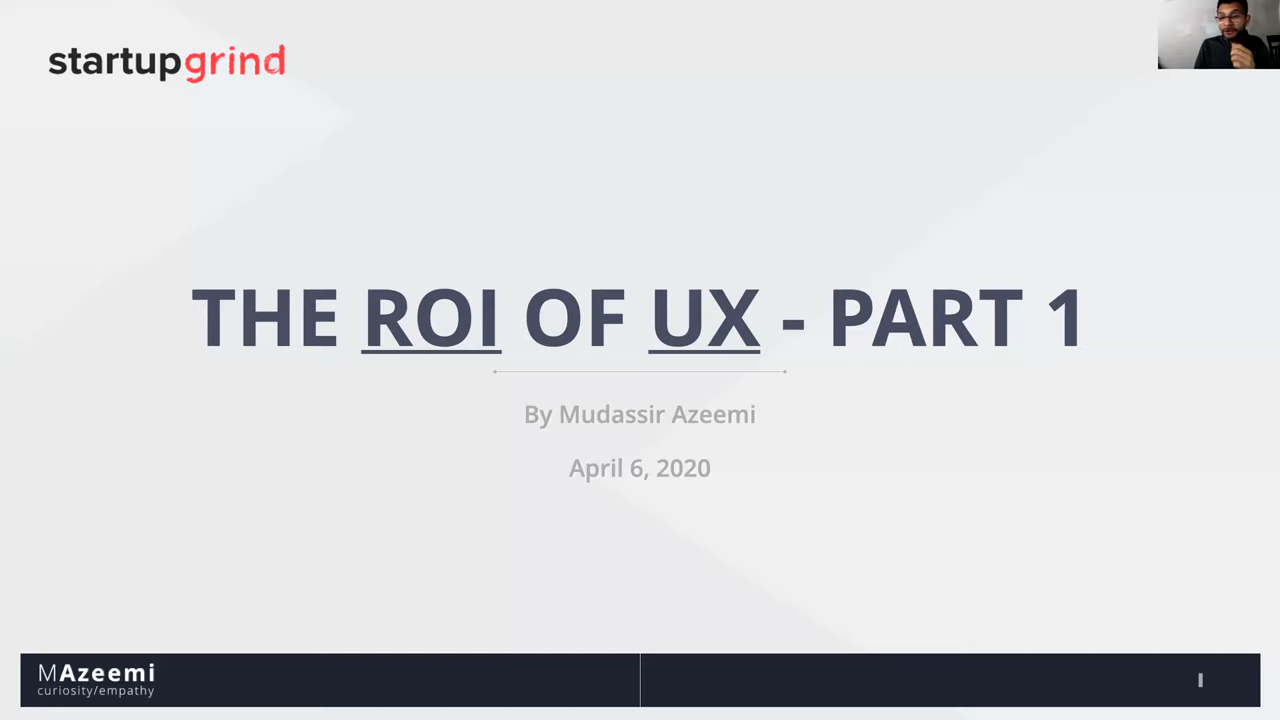 startupgrind
THE ROI OF UX - PART 1
By Mudassir Azeemi
April 6, 2020
MAzeemi
curiosity/empathy